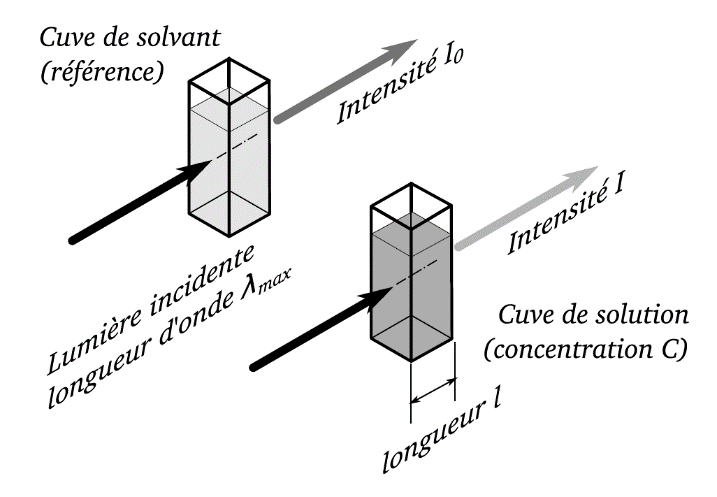 Cuve de solvant
(référence)
Intensité I₀
Intensité I
Lumière incidente
longueur d'onde λmax
Cuve de solution
(concentration C)
longueur l